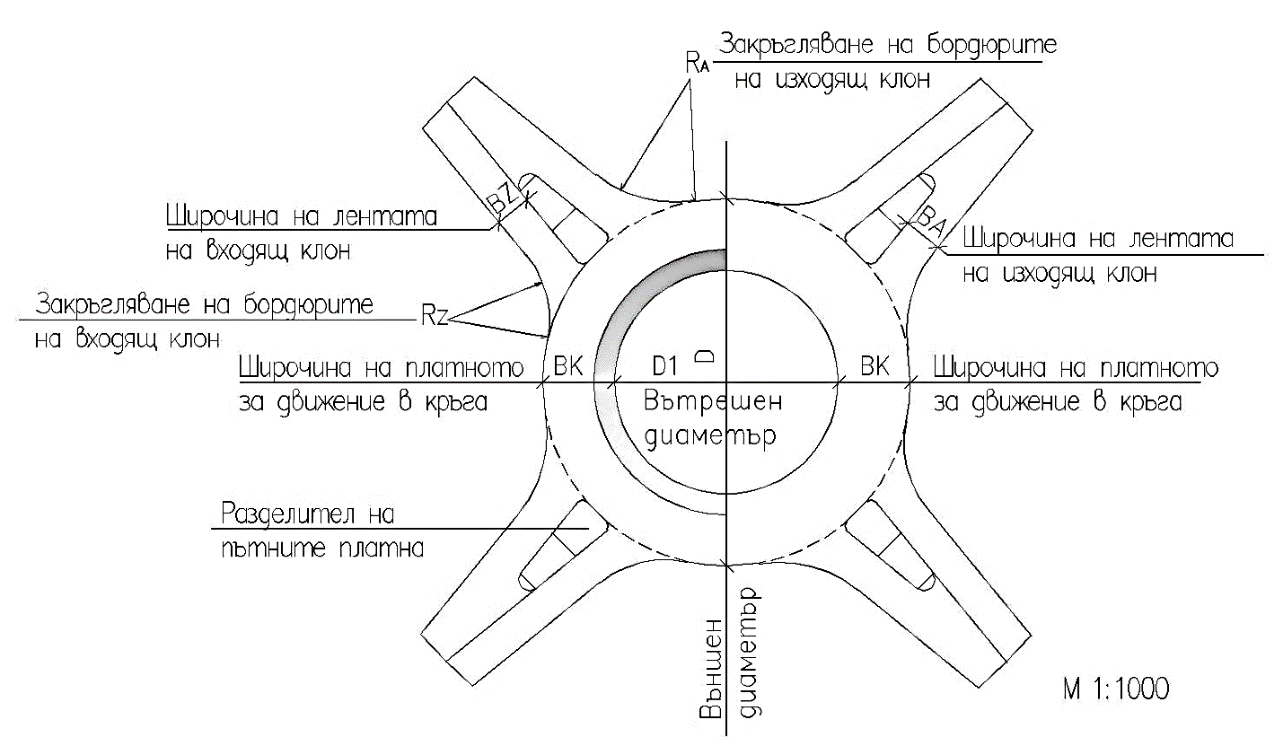 Закръгляване на бордюрите
на изходящ клон
RA
BZ
Широчина на лентата
на входящ клон
BA
Широчина на лентата
на изходящ клон
Закръгляване на бордюрите
на входящ клон
RZ
Широчина на платното
за движение в кръга
BK
D1
D
BK
Широчина на платното
за движение в кръга
Вътрешен
диаметър
Разделител на
пътните платна
Външен
диаметър
М 1:1000